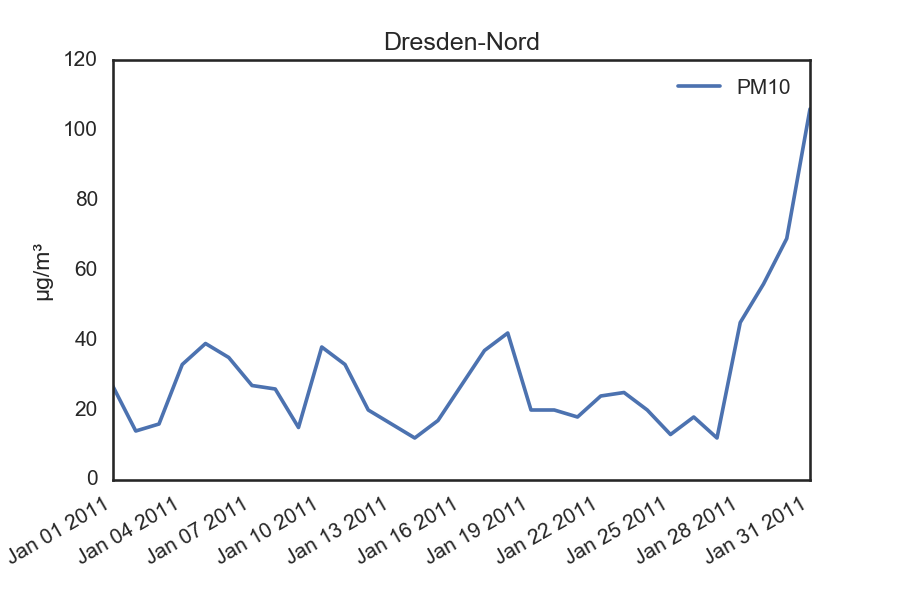 Dresden-Nord
PM10
120
100
80
60
40
20
0
µg/m³
Jan 01 2011
Jan 04 2011
Jan 07 2011
Jan 10 2011
Jan 13 2011
Jan 16 2011
Jan 19 2011
Jan 22 2011
Jan 25 2011
Jan 28 2011
Jan 31 2011